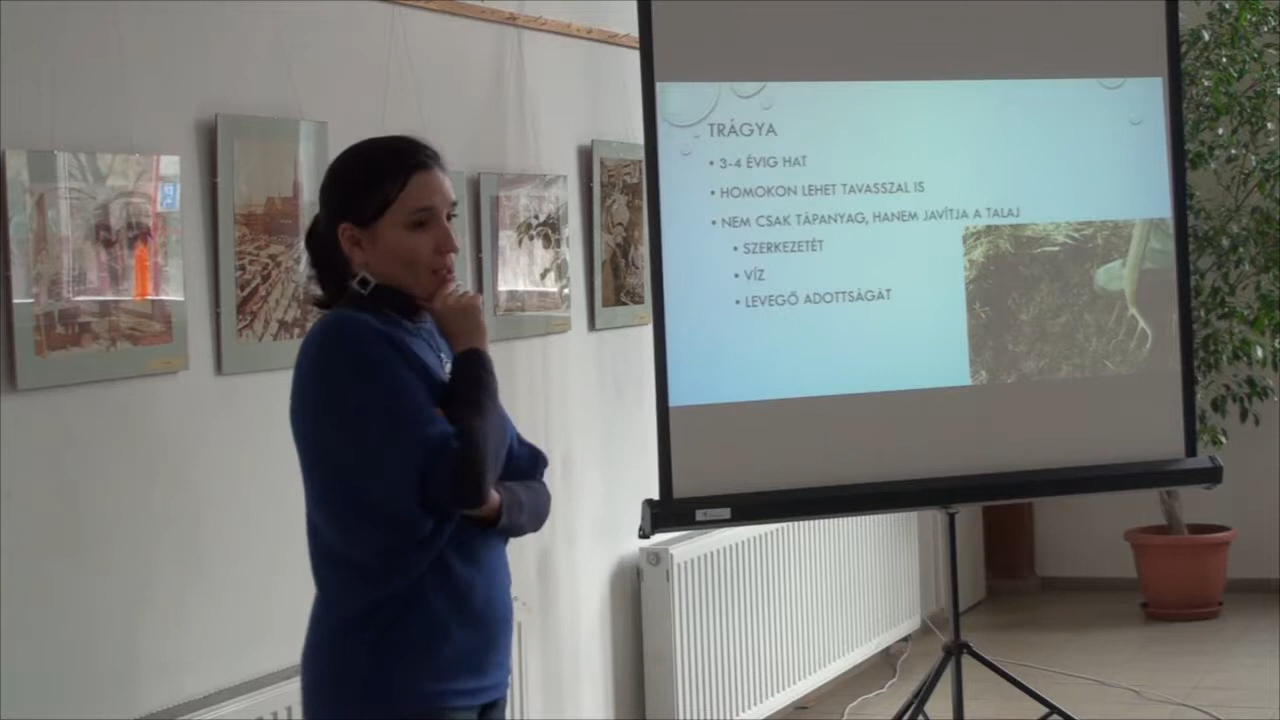 TRÁGYA
• 3-4 ÉVIG HAT
• HOMOKON LEHET TAVASSZAL IS
• NEM CSAK TÁPANYAG, HANEM JAVÍTJA A TALAJ
• SZERKEZETÉT
• VÍZ
• LEVEGŐ ADOTTSÁGÁT